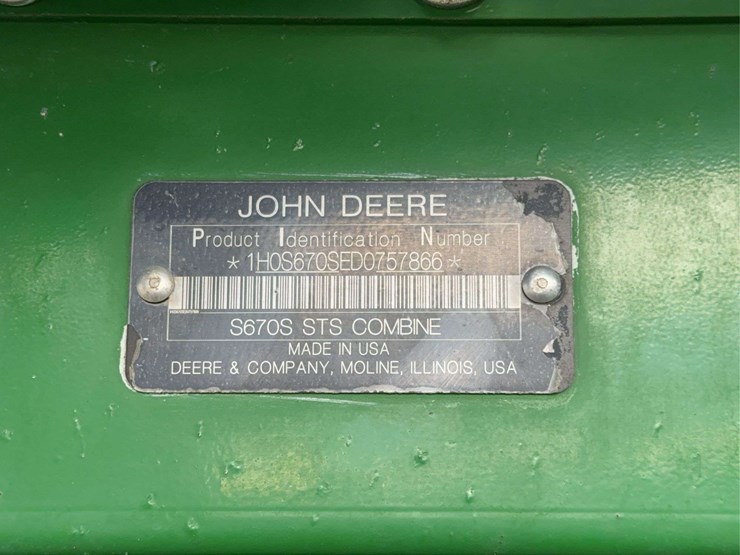 JOHN DEERE
Product Identification Number
*1H0S670SED0757866*
S670S STS COMBINE
MADE IN USA
DEERE & COMPANY, MOLINE, ILLINOIS, USA